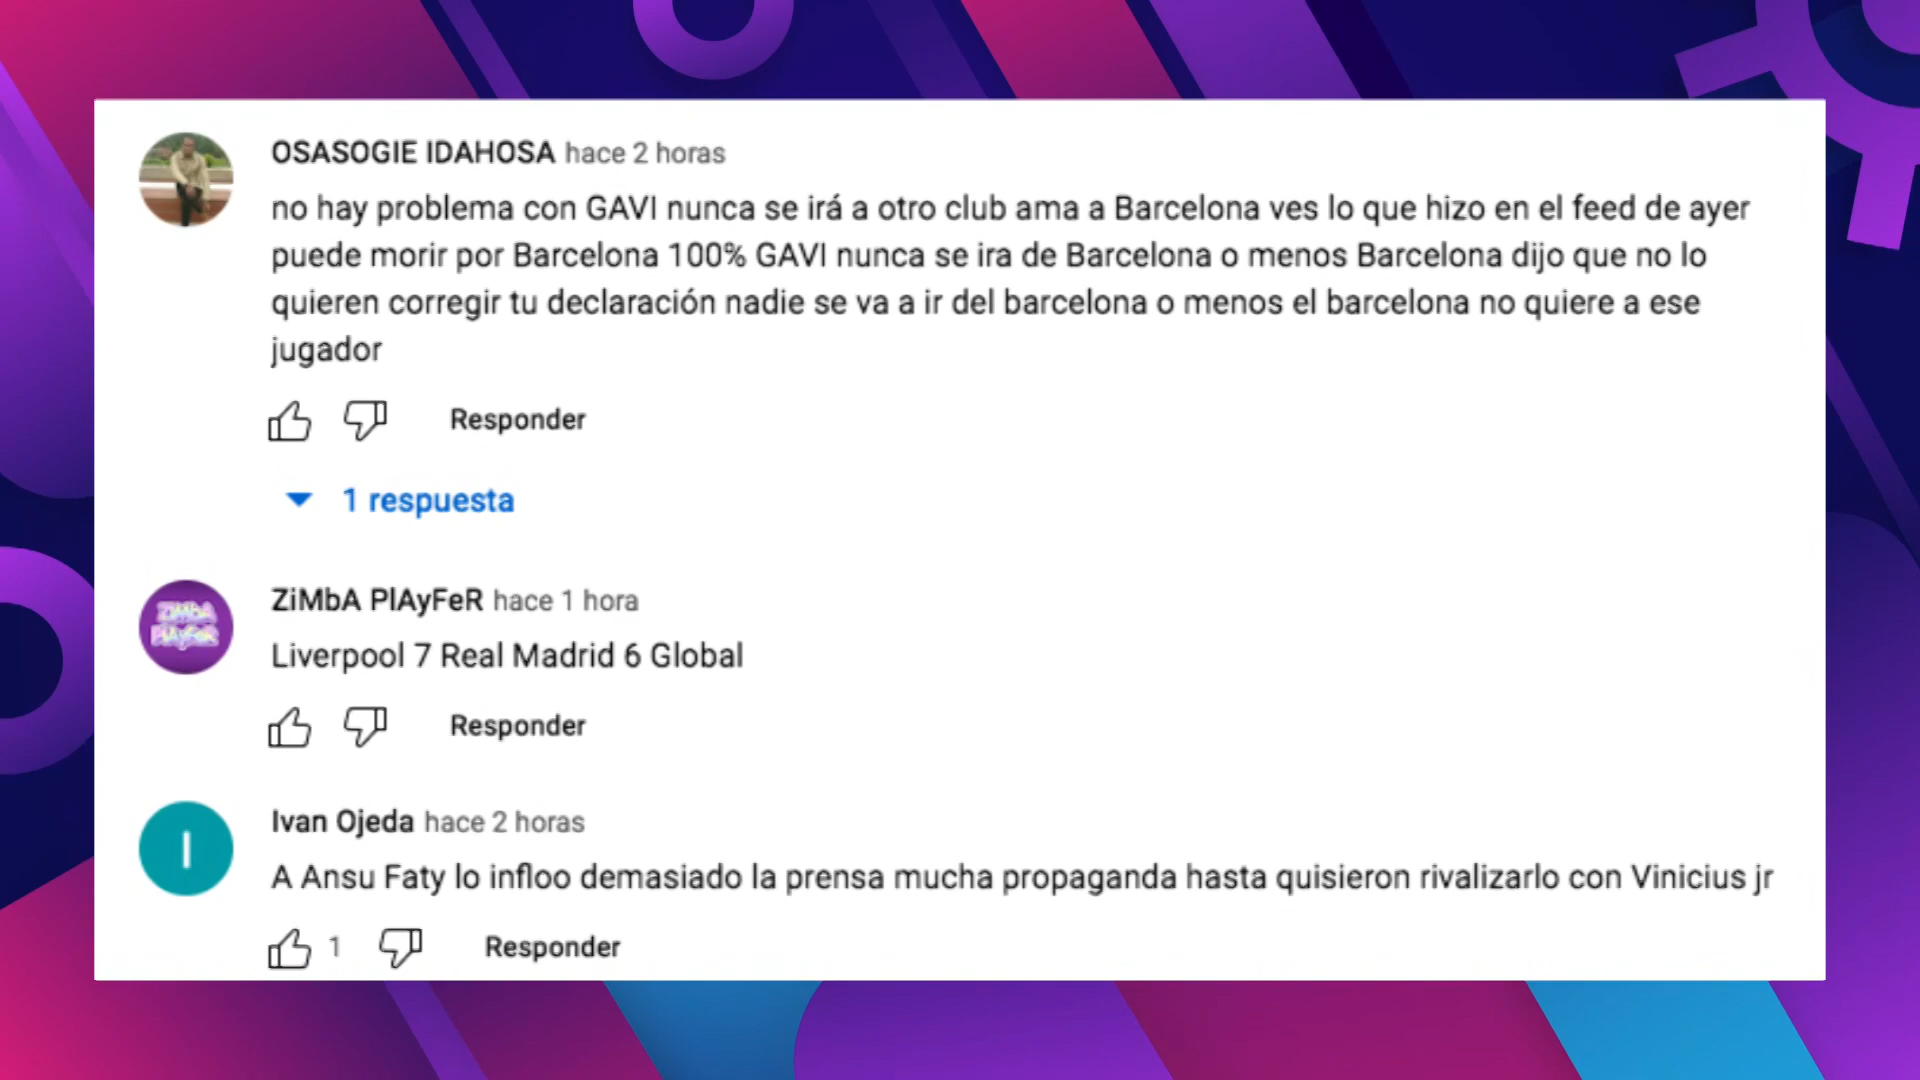 OSASOGIE IDAHOSA hace 2 horas
no hay problema con GAVI nunca se irá a otro club ama a Barcelona ves lo que hizo en el feed de ayer
puede morir por Barcelona 100% GAVI nunca se ira de Barcelona o menos Barcelona dijo que no lo
quieren corregir tu declaración nadie se va a ir del barcelona o menos el barcelona no quiere a ese
jugador
Responder
1 respuesta
ZiMbA PlAyFeR
ZiMbA PlAyFeR hace 1 hora
Liverpool 7 Real Madrid 6 Global
Responder
I
Ivan Ojeda hace 2 horas
A Ansu Faty lo infloo demasiado la prensa mucha propaganda hasta quisieron rivalizarlo con Vinicius jr
1 Responder